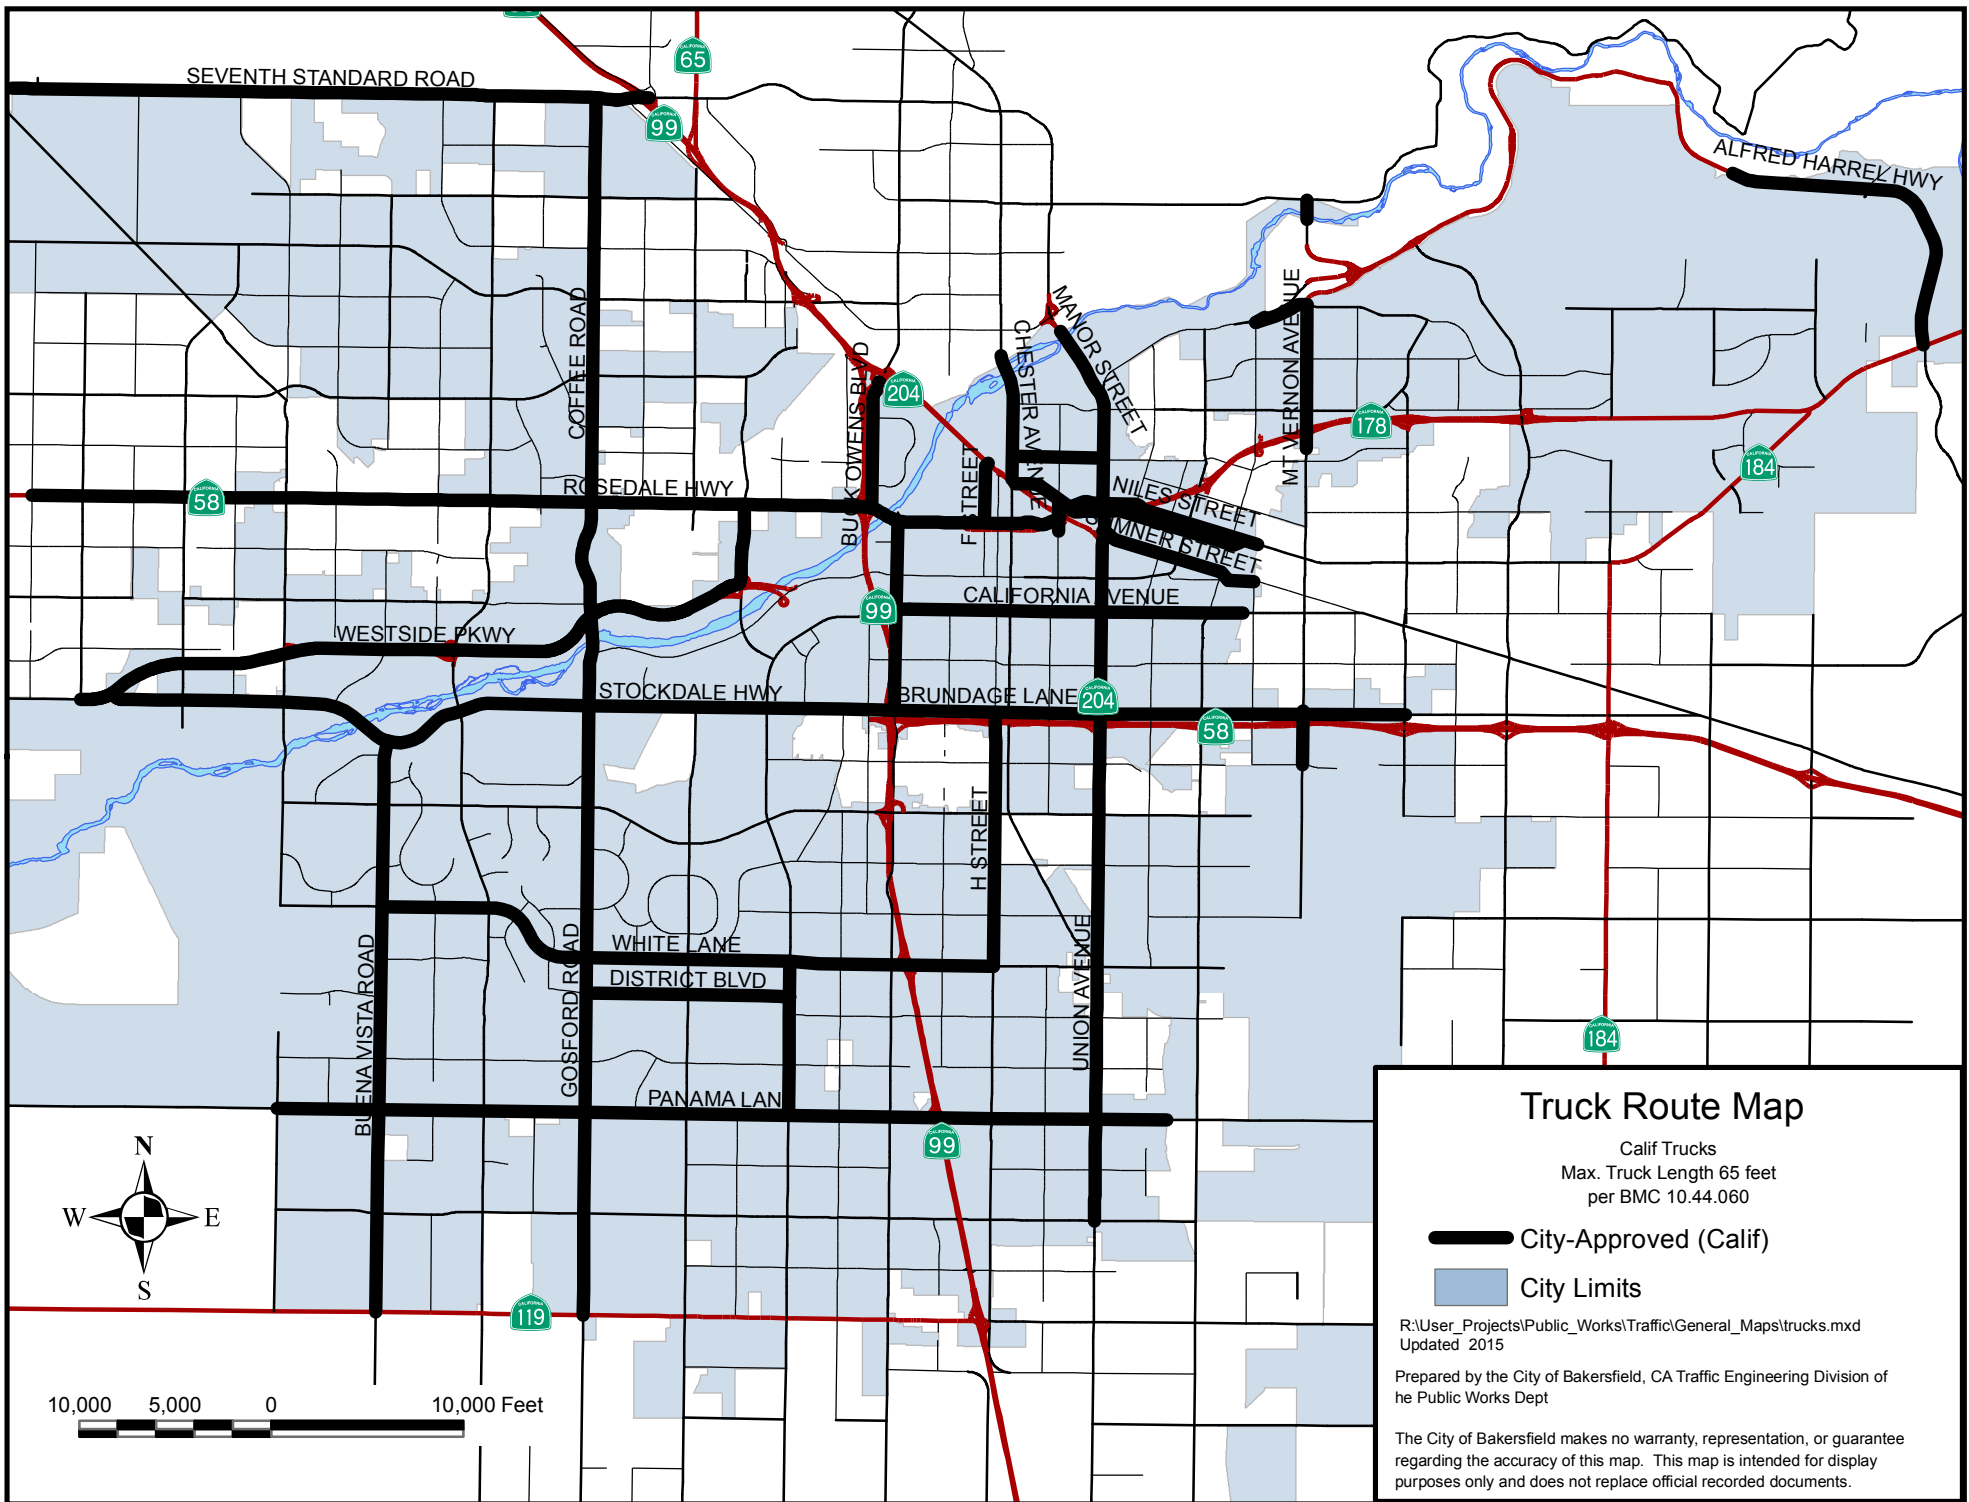 65
SEVENTH STANDARD ROAD
99
ALFRED HARREL HWY
MANOR STREET
MT VERNON AVENUE
COFFEE ROAD
CHESTER AVENUE
BUCK OWENS BLVD
204
178
184
F STREET
58
ROSEDALE HWY
NILES STREET
SUMNER STREET
CALIFORNIA AVENUE
99
WESTSIDE PKWY
STOCKDALE HWY
BRUNDAGE LANE
204
58
H STREET
WHITE LANE
DISTRICT BLVD
BUENA VISTA ROAD
GOSFORD ROAD
UNION AVENUE
184
PANAMA LAN
99
119
N
W E
S
10,000 5,000 0 10,000 Feet
Truck Route Map
Calif Trucks
Max. Truck Length 65 feet
per BMC 10.44.060
City-Approved (Calif)
City Limits
R:\User_Projects\Public_Works\Traffic\General_Maps\trucks.mxd
Updated 2015
Prepared by the City of Bakersfield, CA Traffic Engineering Division of
he Public Works Dept
The City of Bakersfield makes no warranty, representation, or guarantee
regarding the accuracy of this map. This map is intended for display
purposes only and does not replace official recorded documents.